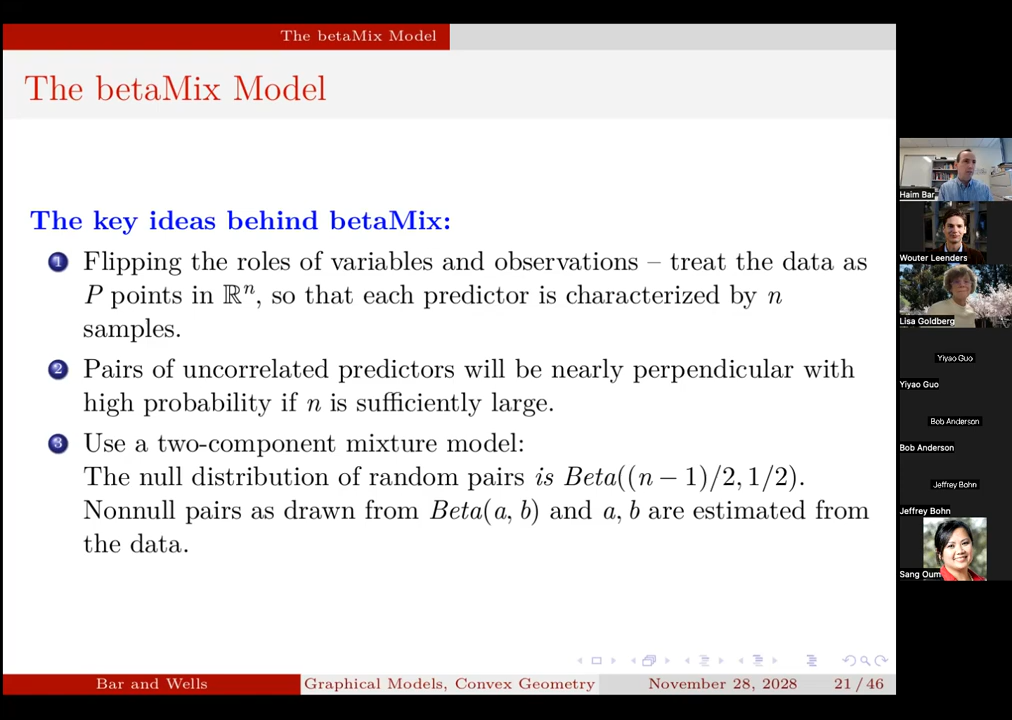 The betaMix Model
The betaMix Model
The key ideas behind betaMix:
1 Flipping the roles of variables and observations – treat the data as
P points in ℝⁿ, so that each predictor is characterized by n
samples.
2 Pairs of uncorrelated predictors will be nearly perpendicular with
high probability if n is sufficiently large.
3 Use a two-component mixture model:
The null distribution of random pairs is Beta((n − 1)/2, 1/2).
Nonnull pairs as drawn from Beta(a, b) and a, b are estimated from
the data.
Bar and Wells
Graphical Models, Convex Geometry
November 28, 2028
21 / 46
Haim Bar
Wouter Leenders
Lisa Goldberg
Yiyao Guo
Yiyao Guo
Bob Anderson
Bob Anderson
Jeffrey Bohn
Jeffrey Bohn
Sang Oum